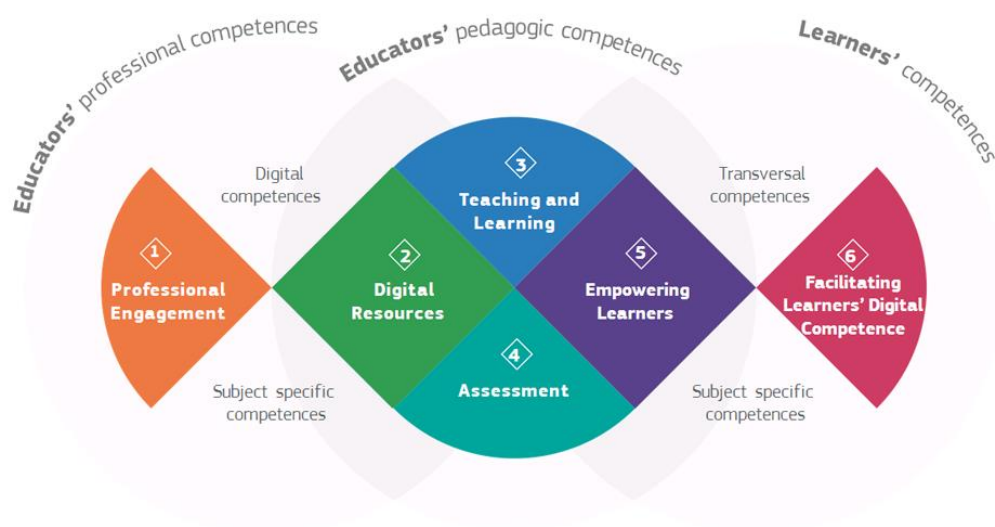 Educators' professional competences
Educators' pedagogic competences
Learners' competences
Digital
competences
Transversal
competences
1
Professional
Engagement
2
Digital
Resources
3
Teaching and
Learning
4
Assessment
5
Empowering
Learners
6
Facilitating
Learners' Digital
Competence
Subject specific
competences
Subject specific
competences